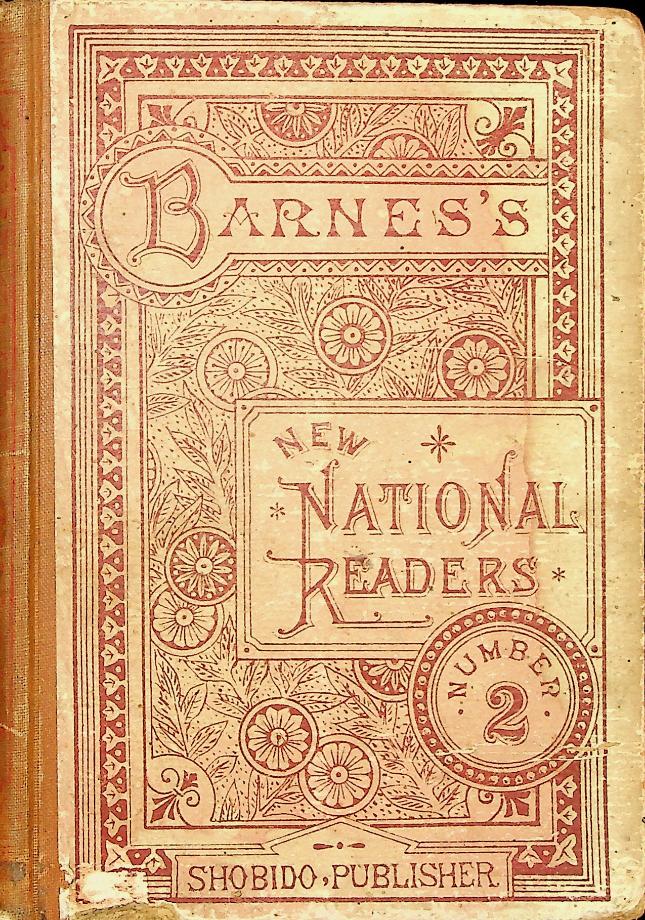 BARNES'S
NEW
NATIONAL
READERS
NUMBER
2
SHOBIDO, PUBLISHER